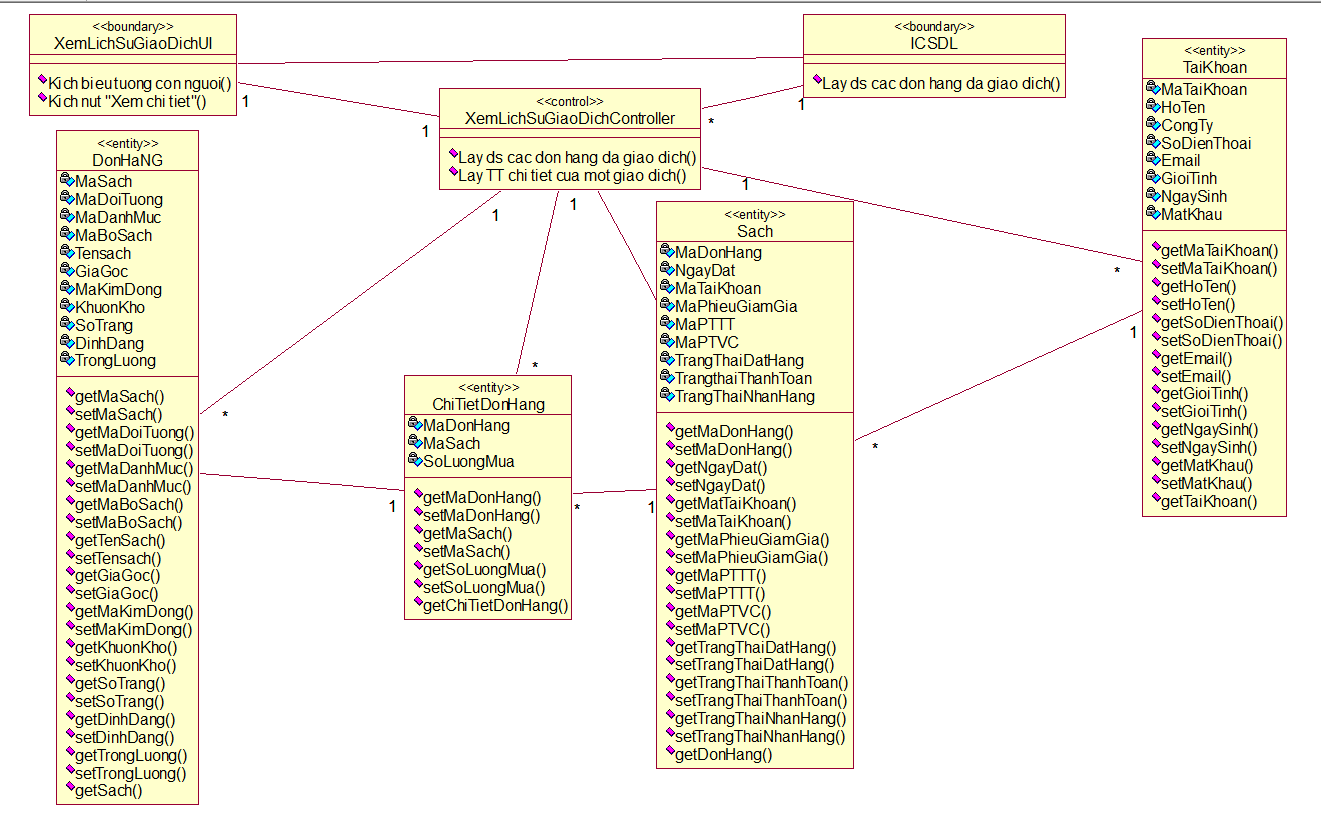 <<boundary>>
XemLichSuGiaoDichUI
Kich bieu tuong con nguoi()
Kich nut "Xem chi tiet"()
1
<<boundary>>
ICSDL
Lay ds cac don hang da giao dich()
1
*
<<control>>
XemLichSuGiaoDichController
Lay ds cac don hang da giao dich()
Lay TT chi tiet cua mot giao dich()
1
1
1
1
<<entity>>
TaiKhoan
MaTaiKhoan
HoTen
CongTy
SoDienThoai
Email
GioiTinh
NgaySinh
MatKhau
getMaTaiKhoan()
setMaTaiKhoan()
getHoTen()
setHoTen()
getSoDienThoai()
setSoDienThoai()
getEmail()
setEmail()
getGioiTinh()
setGioiTinh()
getNgaySinh()
setNgaySinh()
getMatKhau()
setMatKhau()
getTaiKhoan()
*
1
<<entity>>
DonHaNG
MaSach
MaDoiTuong
MaDanhMuc
MaBoSach
Tensach
GiaGoc
MaKimDong
KhuonKho
SoTrang
DinhDang
TrongLuong
getMaSach()
setMaSach()
getMaDoiTuong()
setMaDoiTuong()
getMaDanhMuc()
setMaDanhMuc()
getMaBoSach()
setMaBoSach()
getTenSach()
setTensach()
getGiaGoc()
setGiaGoc()
getMaKimDong()
setMaKimDong()
getKhuonKho()
setKhuonKho()
getSoTrang()
setSoTrang()
getDinhDang()
setDinhDang()
getTrongLuong()
setTrongLuong()
getSach()
*
1
*
<<entity>>
ChiTietDonHang
MaDonHang
MaSach
SoLuongMua
getMaDonHang()
setMaDonHang()
getMaSach()
setMaSach()
getSoLuongMua()
setSoLuongMua()
getChiTietDonHang()
*
1
<<entity>>
Sach
MaDonHang
NgayDat
MaTaiKhoan
MaPhieuGiamGia
MaPTTT
MaPTVC
TrangThaiDatHang
TrangthaiThanhToan
TrangThaiNhanHang
getMaDonHang()
setMaDonHang()
getNgayDat()
setNgayDat()
getMatTaiKhoan()
setMaTaiKhoan()
getMaPhieuGiamGia()
setMaPhieuGiamGia()
getMaPTTT()
setMaPTTT()
getMaPTVC()
setMaPTVC()
getTrangThaiDatHang()
setTrangThaiDatHang()
getTrangThaiThanhToan()
setTrangThaiThanhToan()
getTrangThaiNhanHang()
setTrangThaiNhanHang()
getDonHang()
*